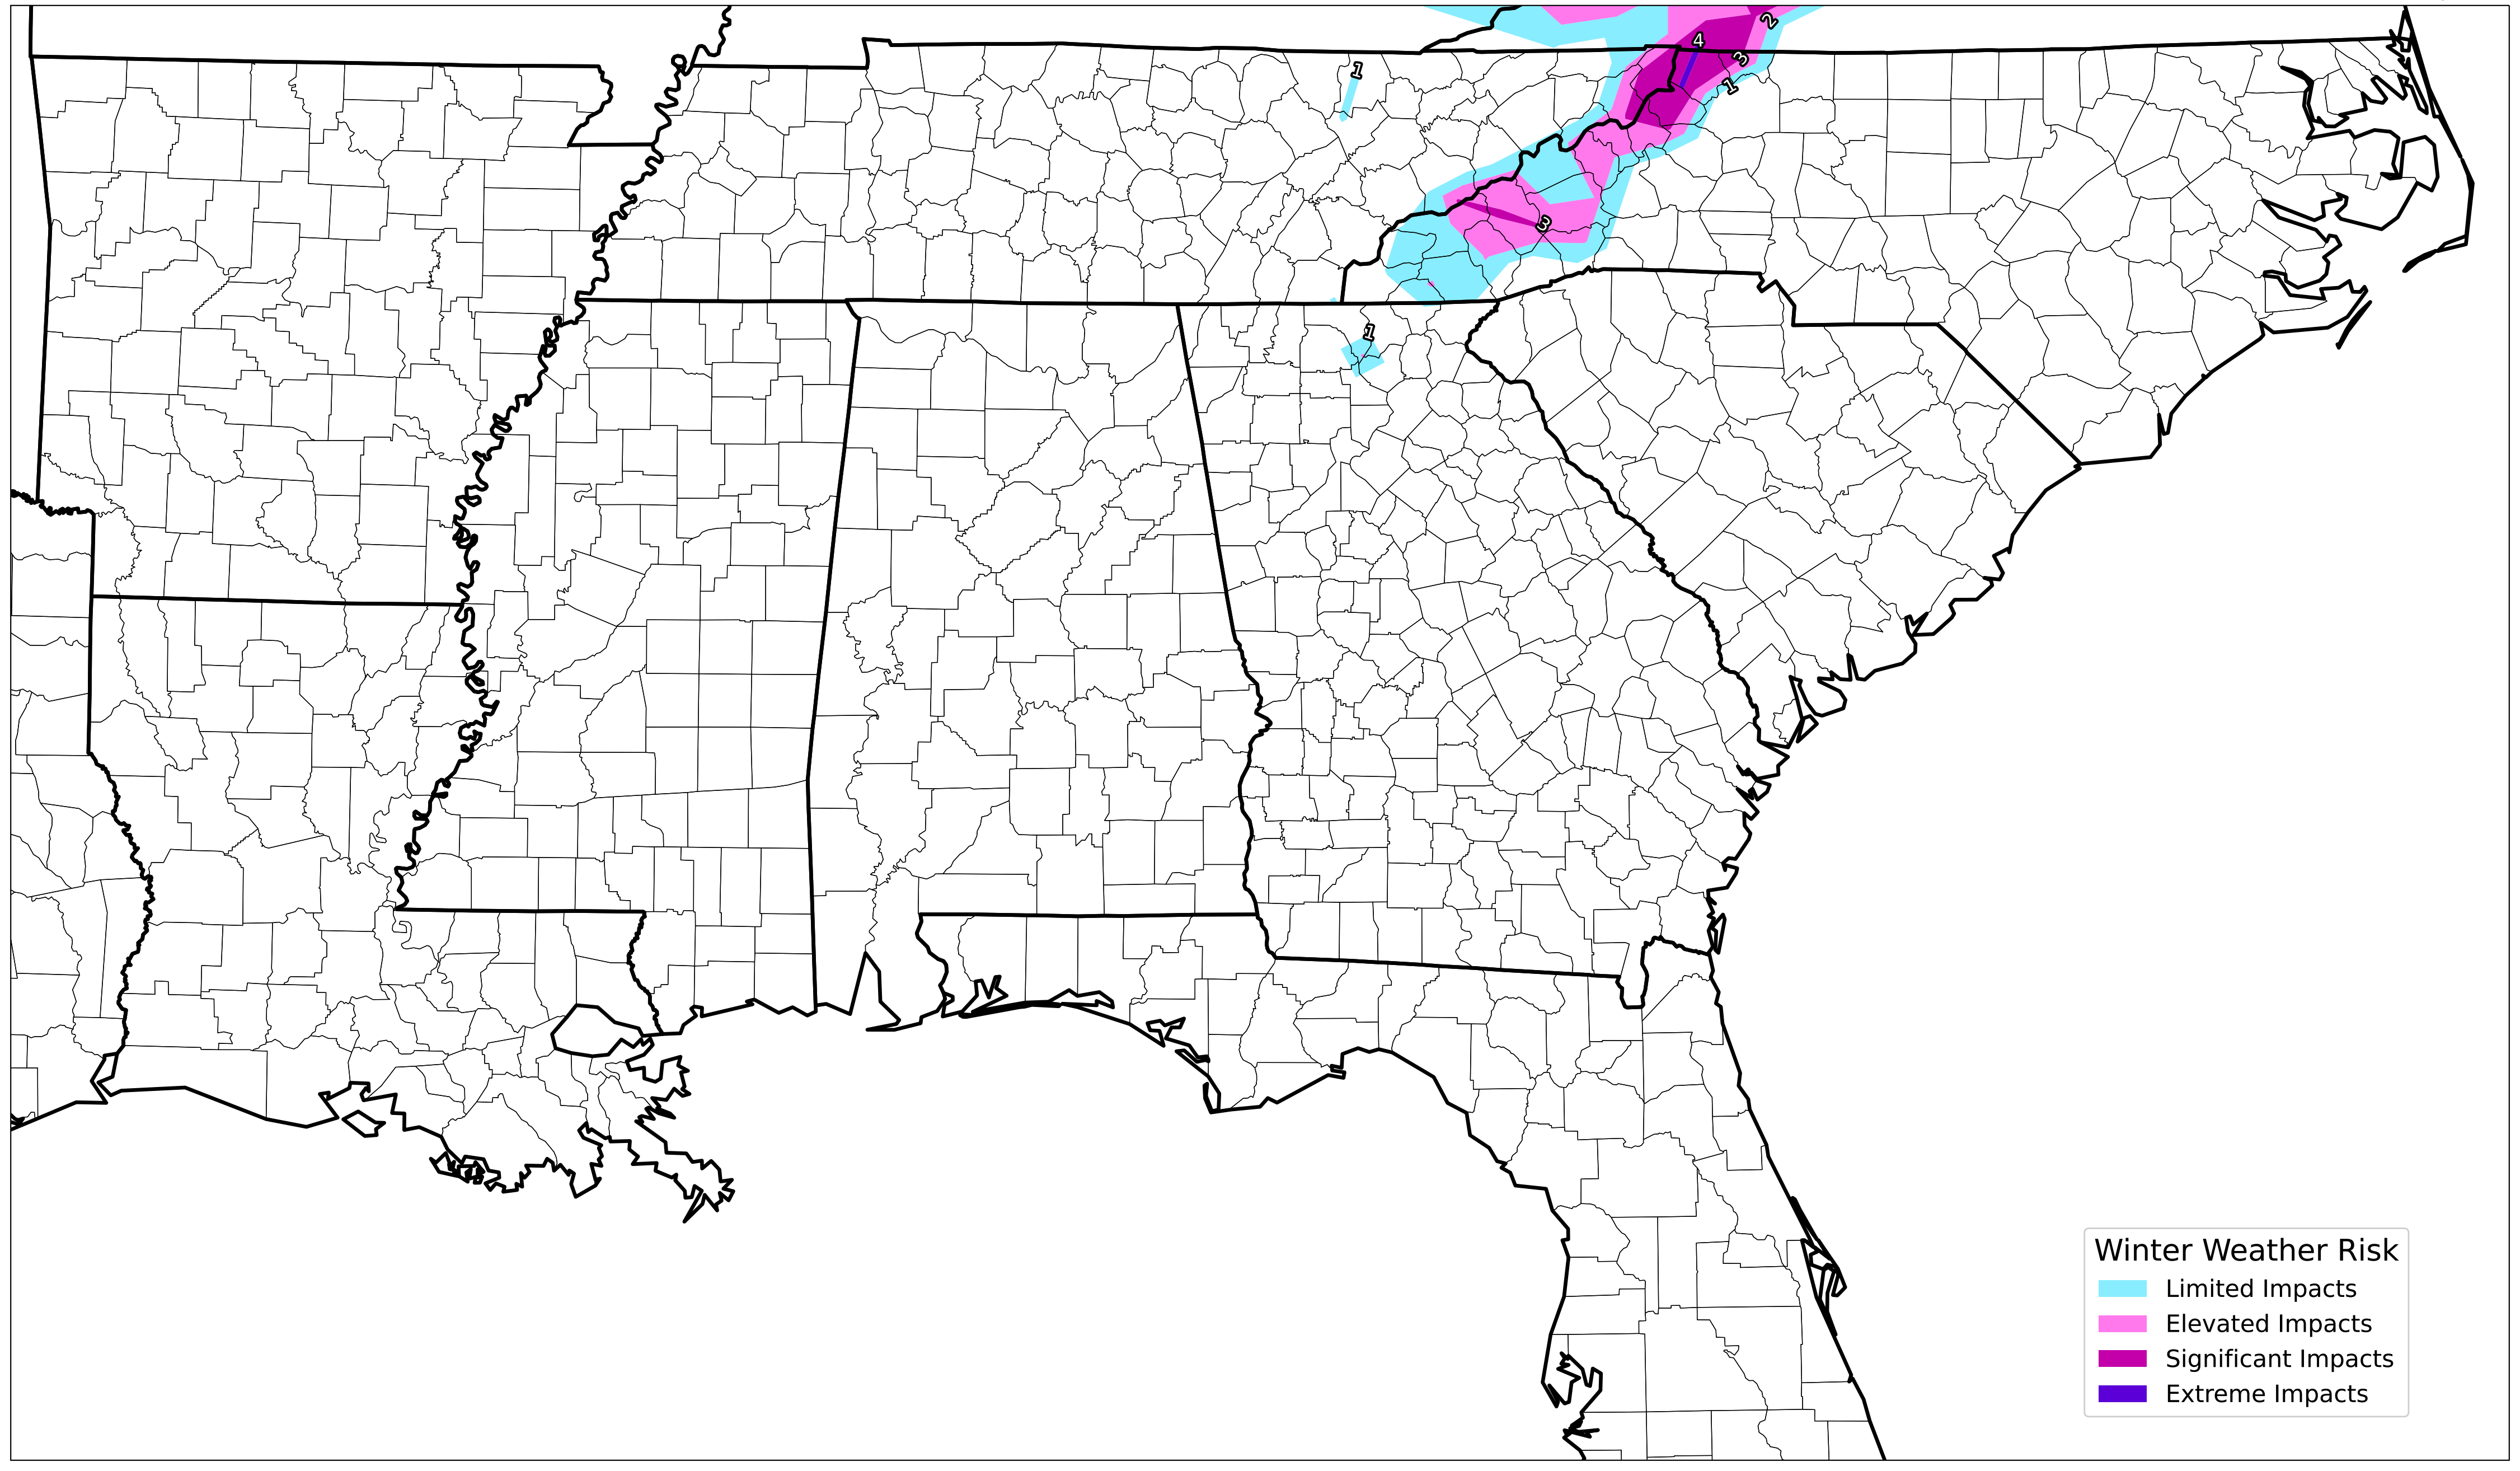 2
4
3
1
1
3
1
Winter Weather Risk
Limited Impacts
Elevated Impacts
Significant Impacts
Extreme Impacts